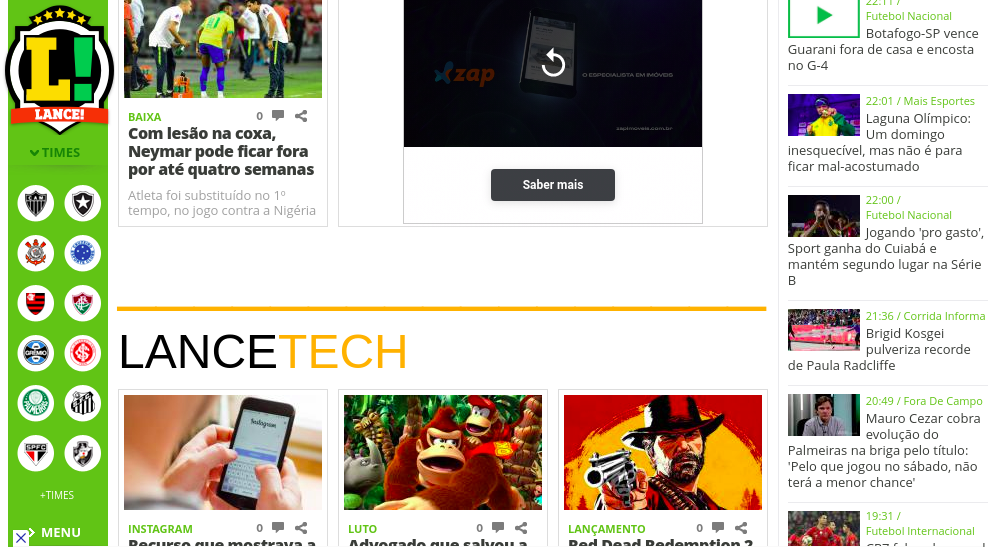 L!
LANCE!
TIMES
+TIMES
MENU
BAIXA
0
Com lesão na coxa,
Neymar pode ficar fora
por até quatro semanas
Atleta foi substituído no 1º
tempo, no jogo contra a Nigéria
zap
O ESPECIALISTA EM IMÓVEIS
zapimoveis.com.br
Saber mais
LANCETECH
Instagram
INSTAGRAM
0
Recurso que mostrava a
LUTO
0
Advogado que salvou a
LANÇAMENTO
0
Red Dead Redemption 2
22:11 /
Futebol Nacional
Botafogo-SP vence
Guarani fora de casa e encosta
no G-4
22:01 / Mais Esportes
Laguna Olímpico:
Um domingo
inesquecível, mas não é para
ficar mal-acostumado
22:00 /
Futebol Nacional
Jogando 'pro gasto',
Sport ganha do Cuiabá e
mantém segundo lugar na Série
B
21:36 / Corrida Informa
Brigid Kosgei
pulveriza recorde
de Paula Radcliffe
20:49 / Fora De Campo
Mauro Cezar cobra
evolução do
Palmeiras na briga pelo título:
'Pelo que jogou no sábado, não
terá a menor chance'
19:31 /
Futebol Internacional